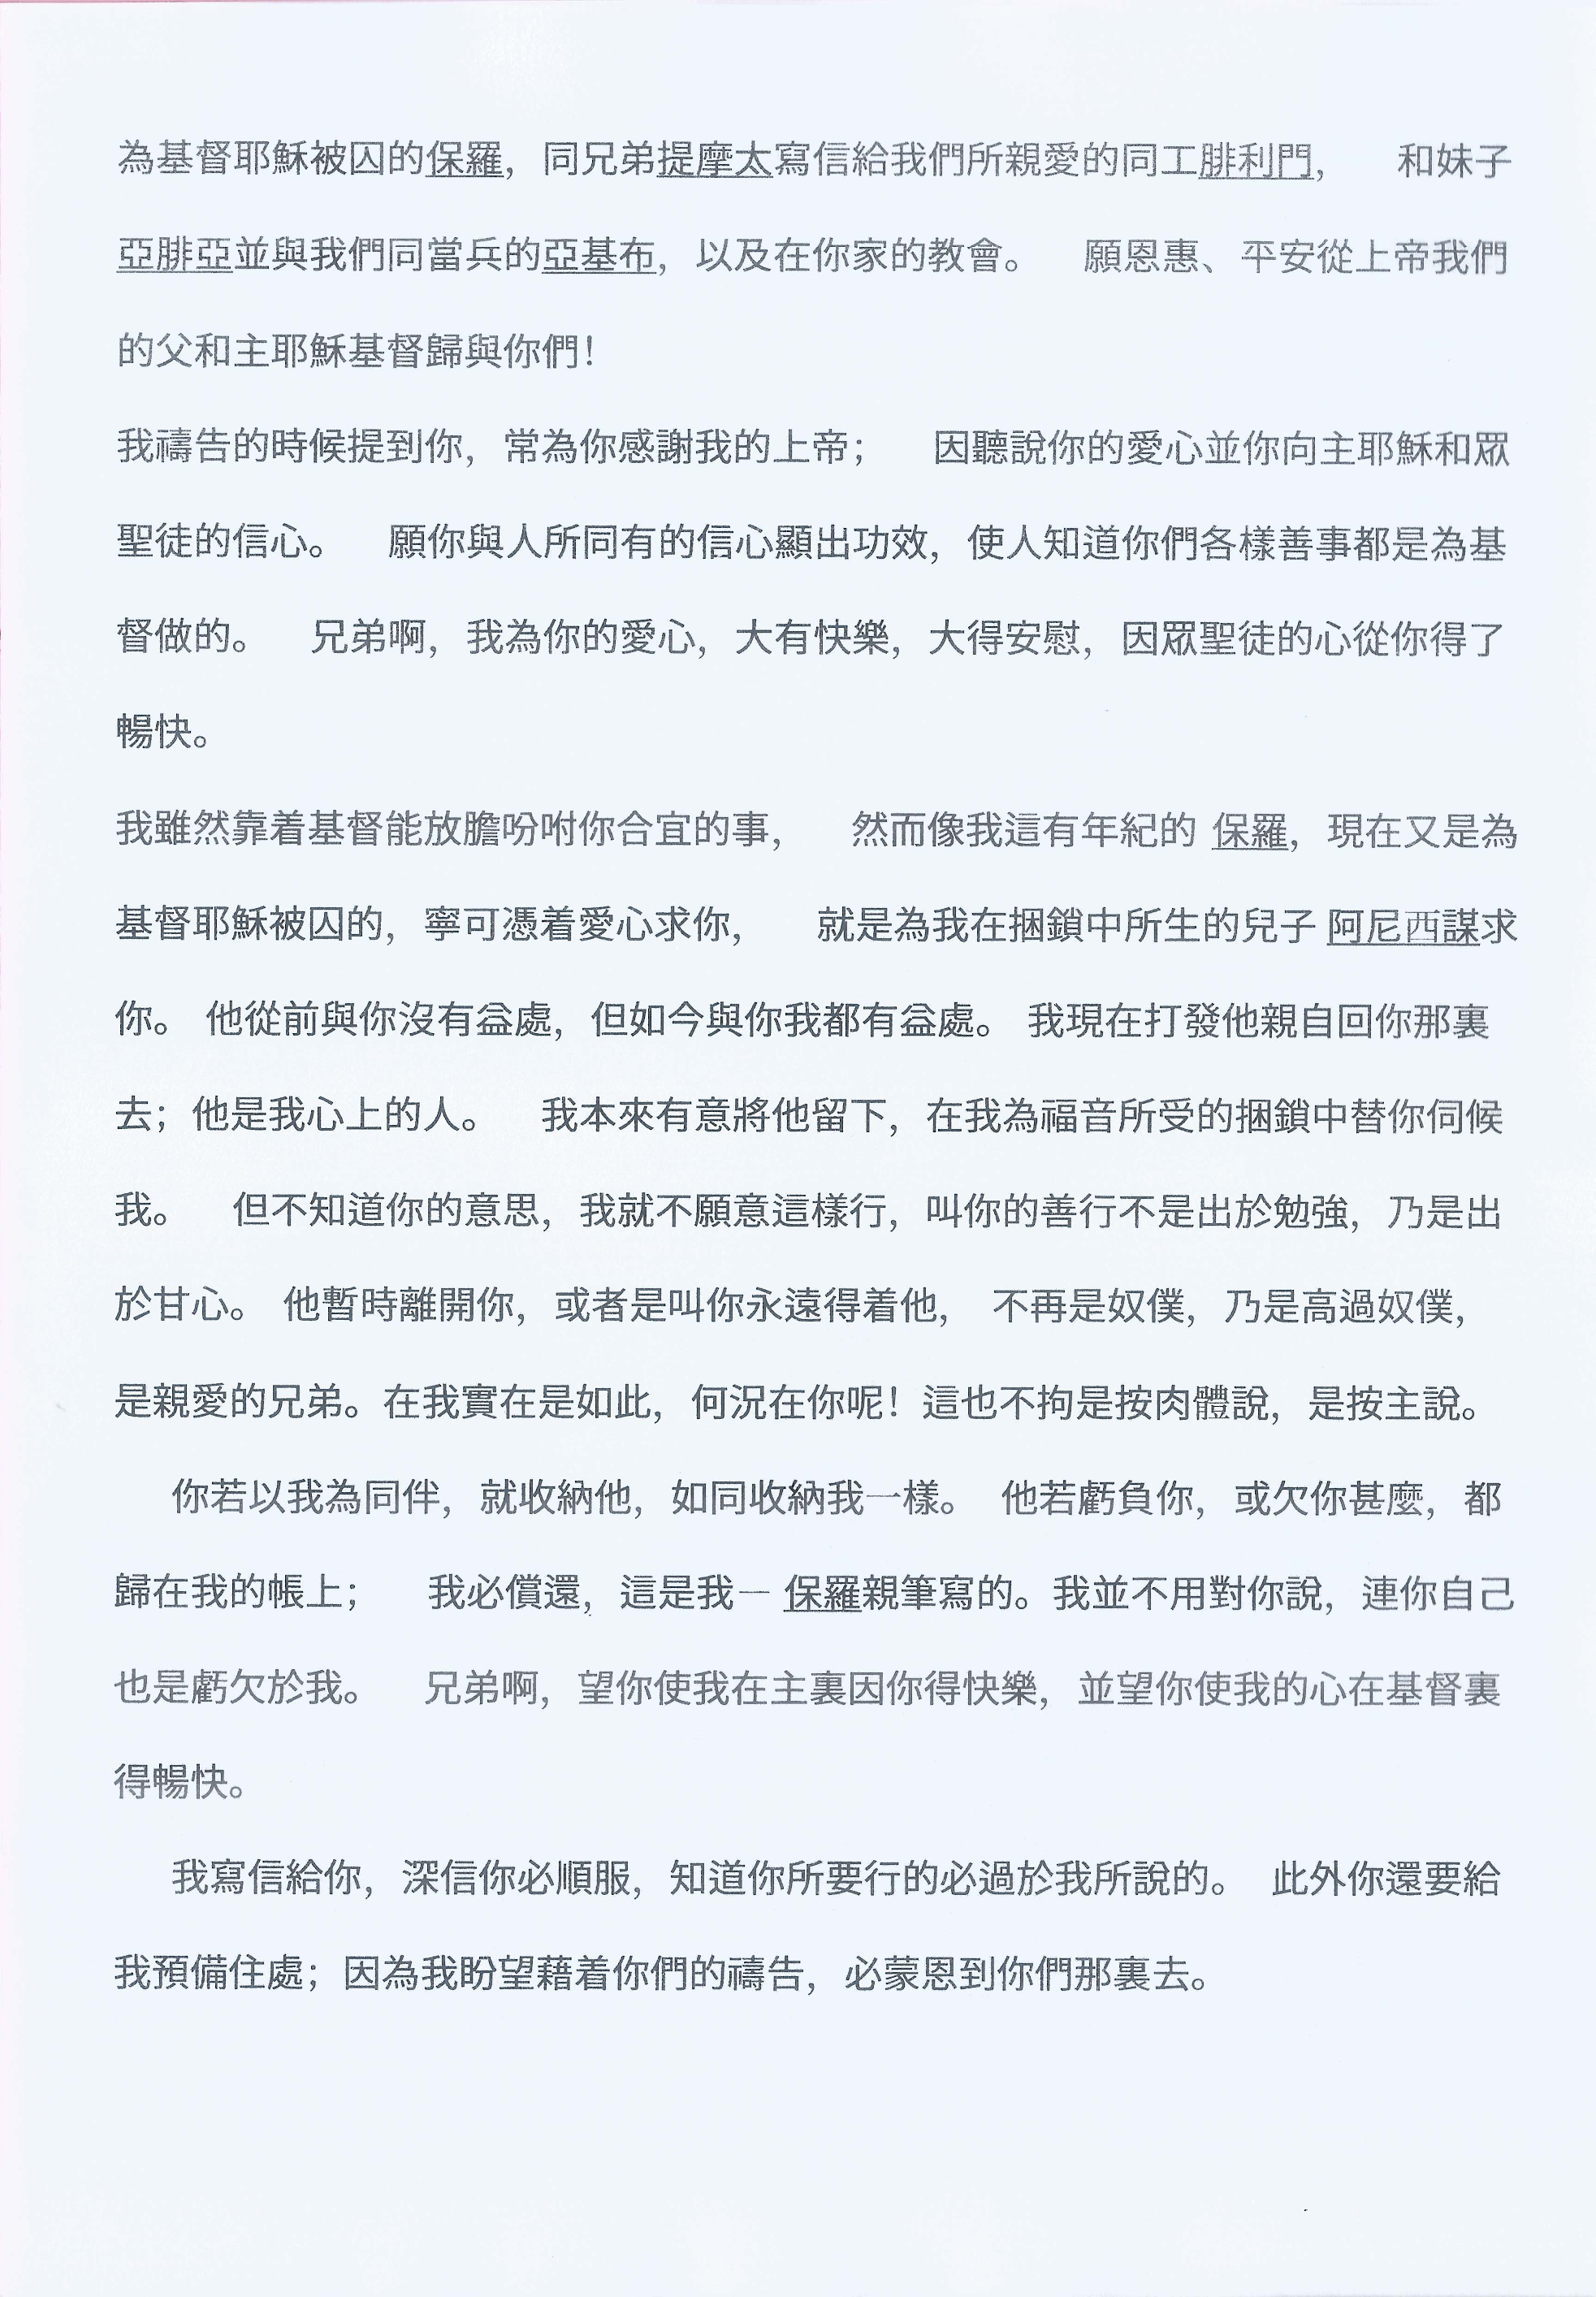 為基督耶穌被囚的保羅，同兄弟提摩太寫信給我們所親愛的同工腓利門，　和妹子
亞腓亞並與我們同當兵的亞基布，以及在你家的教會。　願恩惠、平安從上帝我們
的父和主耶穌基督歸與你們！
我禱告的時候提到你，常為你感謝我的上帝；　因聽說你的愛心並你向主耶穌和眾
聖徒的信心。　願你與人所同有的信心顯出功效，使人知道你們各樣善事都是為基
督做的。　兄弟啊，我為你的愛心，大有快樂，大得安慰，因眾聖徒的心從你得了
暢快。
我雖然靠着基督能放膽吩咐你合宜的事，　然而像我這有年紀的 保羅，現在又是為
基督耶穌被囚的，寧可憑着愛心求你，　就是為我在捆鎖中所生的兒子 阿尼西謀求
你。 他從前與你沒有益處，但如今與你我都有益處。 我現在打發他親自回你那裏
去；他是我心上的人。　我本來有意將他留下，在我為福音所受的捆鎖中替你伺候
我。　但不知道你的意思，我就不願意這樣行，叫你的善行不是出於勉強，乃是出
於甘心。 他暫時離開你，或者是叫你永遠得着他， 不再是奴僕，乃是高過奴僕，
是親愛的兄弟。在我實在是如此，何況在你呢！這也不拘是按肉體說，是按主說。
你若以我為同伴，就收納他，如同收納我一樣。 他若虧負你，或欠你甚麼，都
歸在我的帳上；　我必償還，這是我— 保羅親筆寫的。我並不用對你說，連你自己
也是虧欠於我。　兄弟啊，望你使我在主裏因你得快樂，並望你使我的心在基督裏
得暢快。
我寫信給你，深信你必順服，知道你所要行的必過於我所說的。 此外你還要給
我預備住處；因為我盼望藉着你們的禱告，必蒙恩到你們那裏去。